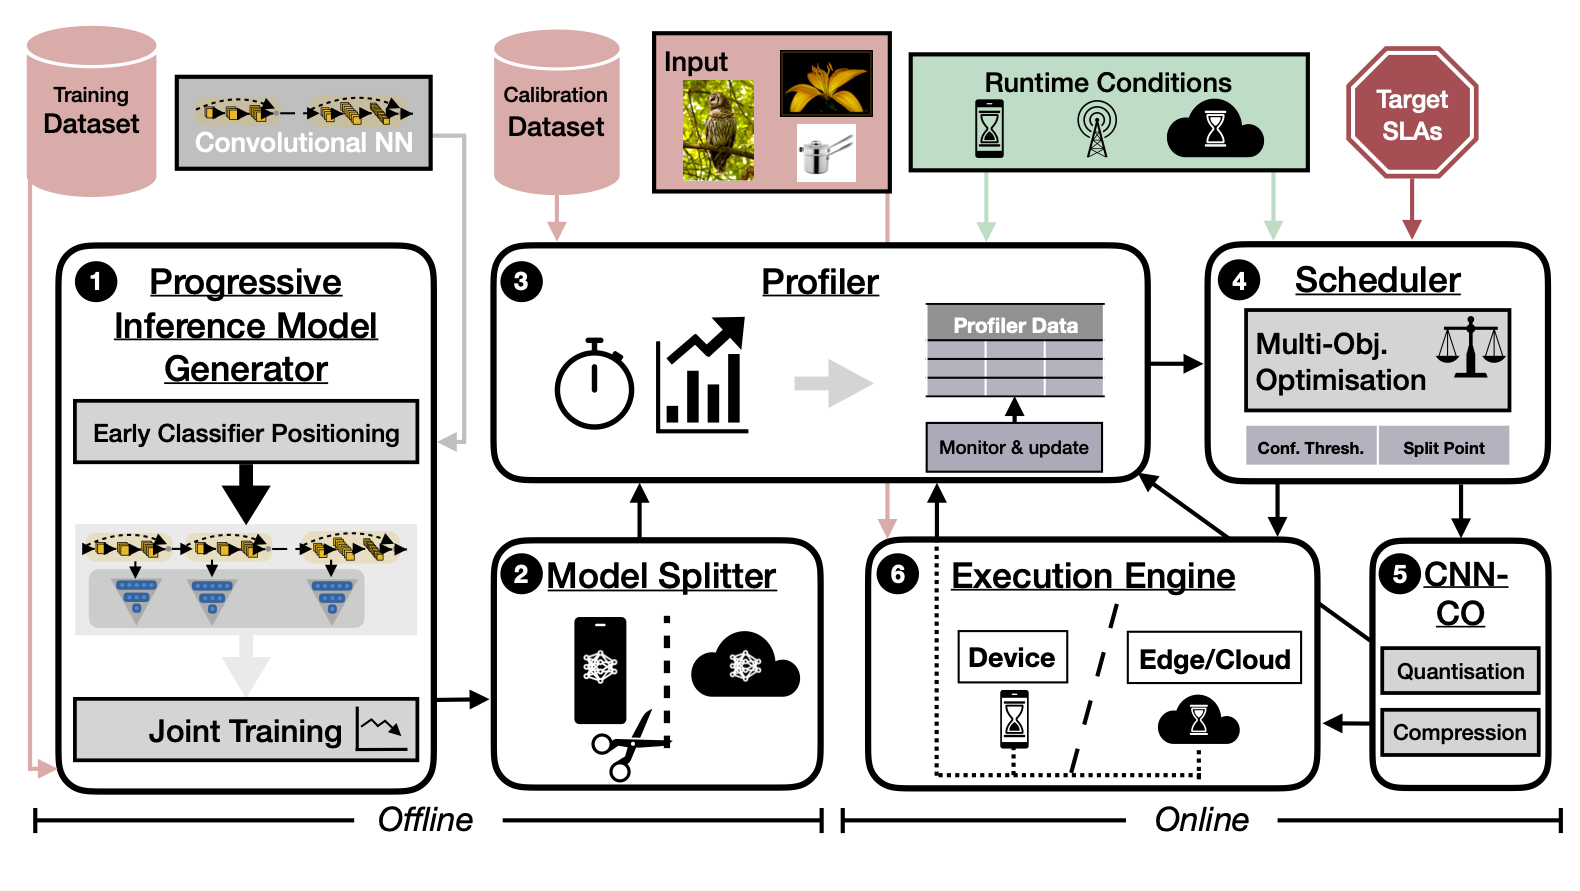 Training
Dataset
Convolutional NN
Calibration
Dataset
Input
Runtime Conditions
Target
SLAs
1
Progressive
Inference Model
Generator
Early Classifier Positioning
Joint Training
2
Model Splitter
3
Profiler
Profiler Data
Monitor & update
4
Scheduler
Multi-Obj.
Optimisation
Conf. Thresh.
Split Point
5
CNN-
CO
Quantisation
Compression
6
Execution Engine
Device
Edge/Cloud
Offline
Online